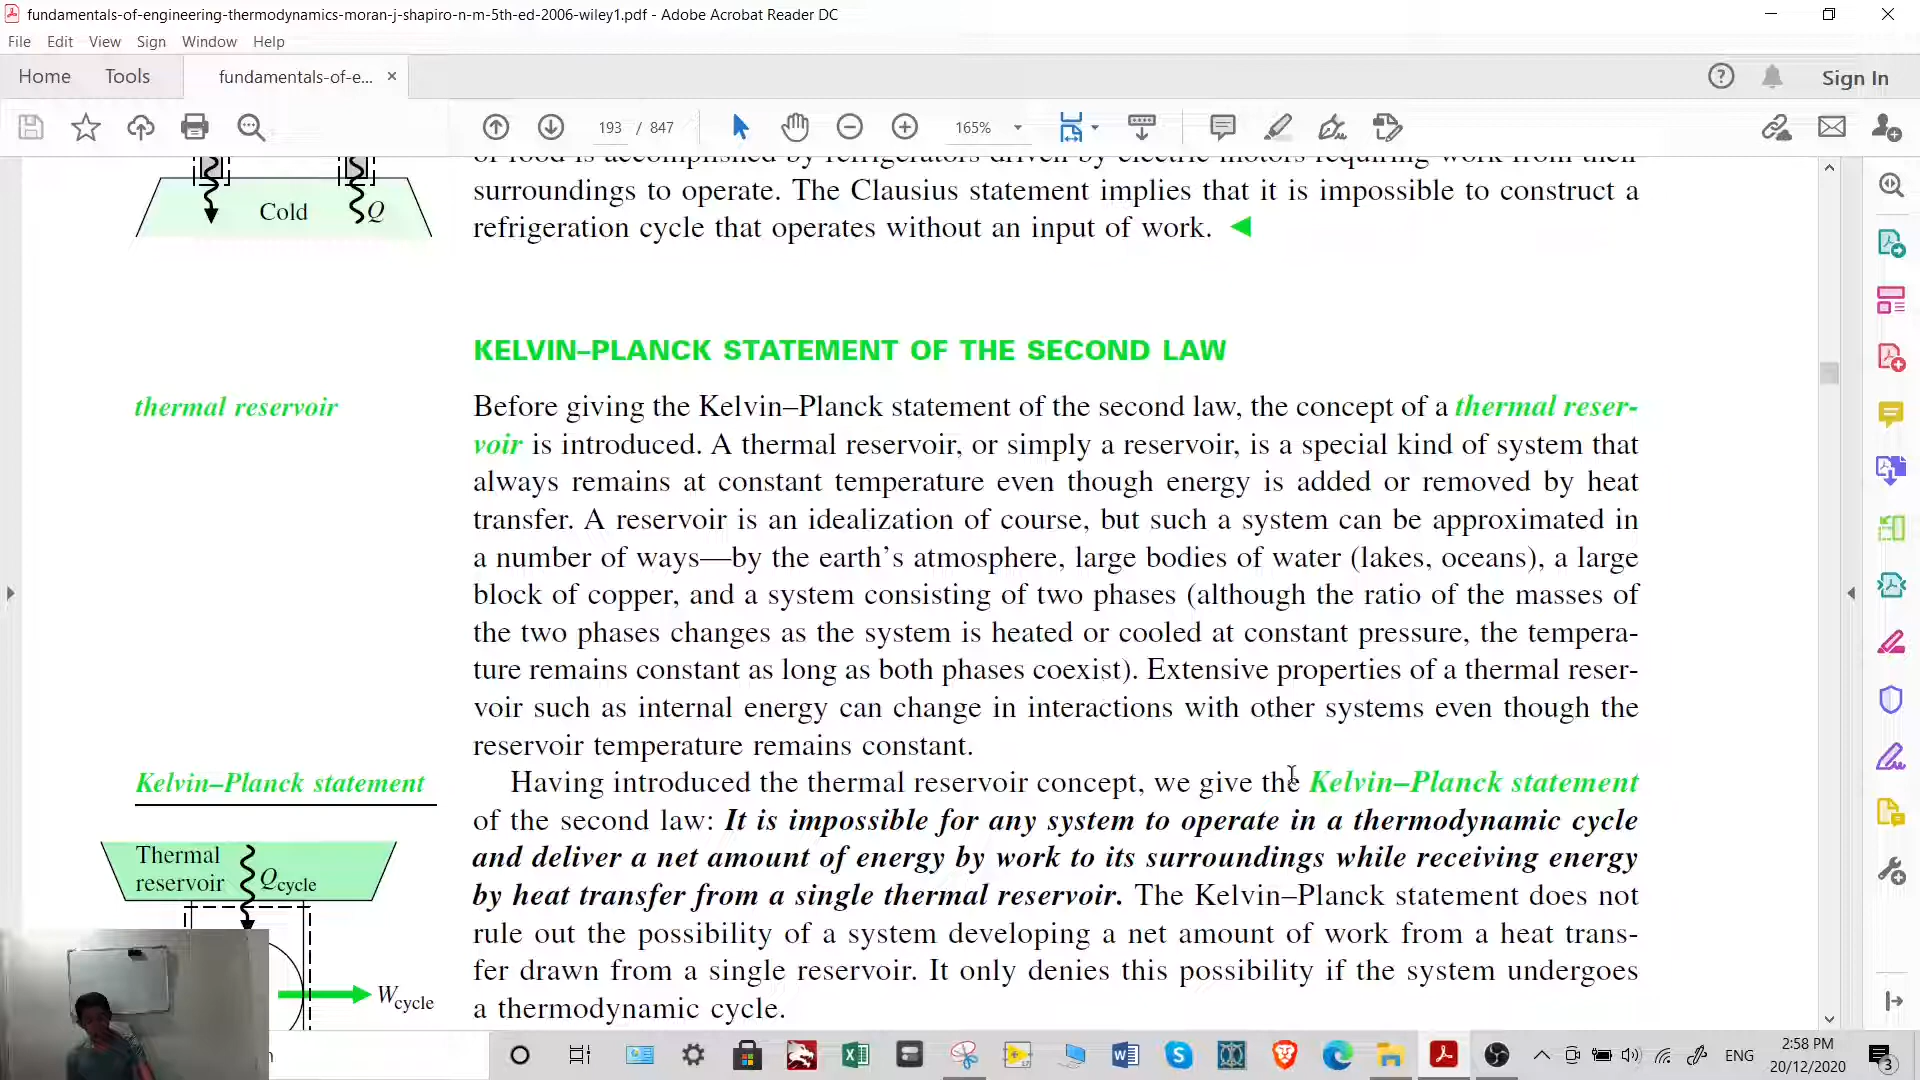 fundamentals-of-engineering-thermodynamics-moran-j-shapiro-n-m-5th-ed-2006-wiley1.pdf - Adobe Acrobat Reader DC
File Edit View Sign Window Help
Home Tools fundamentals-of-e... × Sign In
193 / 847 165%
of food is accomplished by refrigerators driven by electric motors requiring work from their
surroundings to operate. The Clausius statement implies that it is impossible to construct a
refrigeration cycle that operates without an input of work.
Cold Q
KELVIN–PLANCK STATEMENT OF THE SECOND LAW
thermal reservoir
Before giving the Kelvin–Planck statement of the second law, the concept of a thermal reser-
voir is introduced. A thermal reservoir, or simply a reservoir, is a special kind of system that
always remains at constant temperature even though energy is added or removed by heat
transfer. A reservoir is an idealization of course, but such a system can be approximated in
a number of ways—by the earth's atmosphere, large bodies of water (lakes, oceans), a large
block of copper, and a system consisting of two phases (although the ratio of the masses of
the two phases changes as the system is heated or cooled at constant pressure, the tempera-
ture remains constant as long as both phases coexist). Extensive properties of a thermal reser-
voir such as internal energy can change in interactions with other systems even though the
reservoir temperature remains constant.
Kelvin–Planck statement
Having introduced the thermal reservoir concept, we give the Kelvin–Planck statement
of the second law: It is impossible for any system to operate in a thermodynamic cycle
and deliver a net amount of energy by work to its surroundings while receiving energy
by heat transfer from a single thermal reservoir. The Kelvin–Planck statement does not
rule out the possibility of a system developing a net amount of work from a heat trans-
fer drawn from a single reservoir. It only denies this possibility if the system undergoes
a thermodynamic cycle.
Thermal
reservoir Qcycle
Wcycle
ENG
2:58 PM
20/12/2020
3